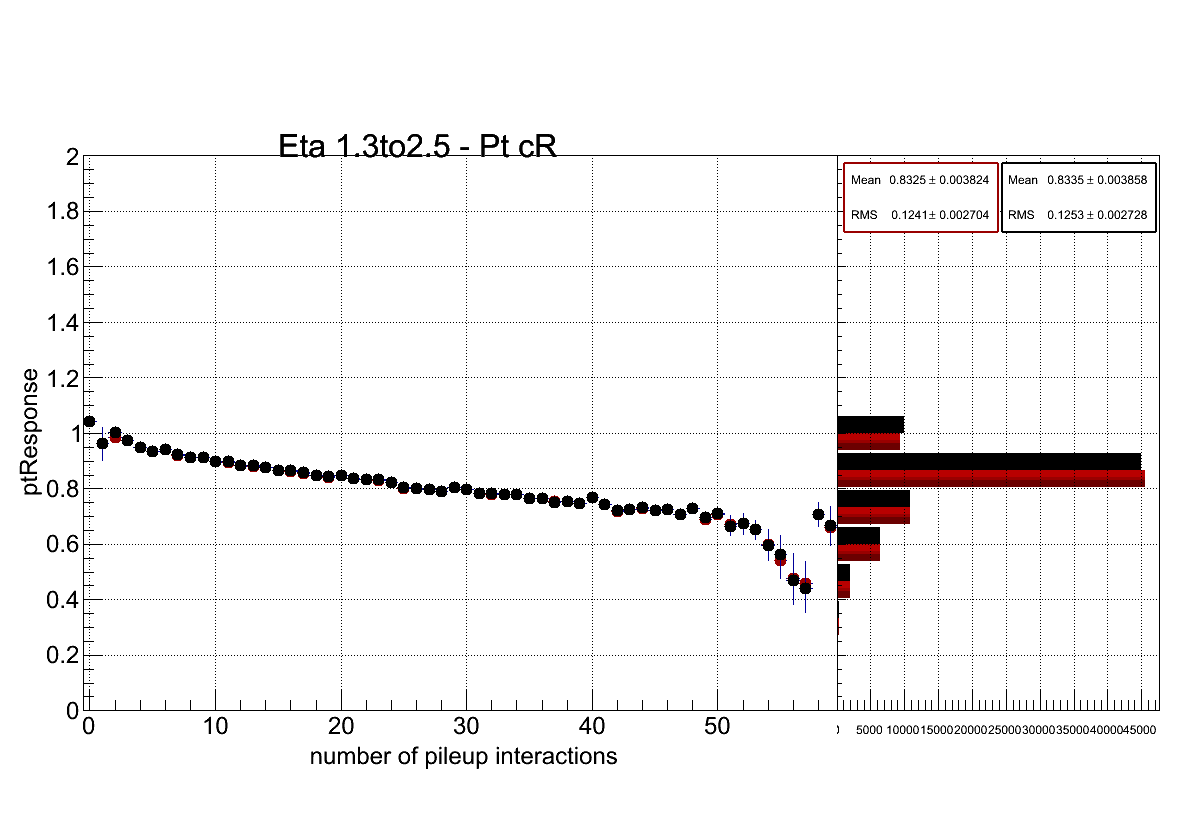 Eta 1.3to2.5 - Pt cR
Mean 0.8325 ± 0.003824
RMS 0.1241 ± 0.002704
Mean 0.8335 ± 0.003858
RMS 0.1253 ± 0.002728
ptResponse
2
1.8
1.6
1.4
1.2
1
0.8
0.6
0.4
0.2
0
0 10 20 30 40 50
5000 10000 15000 20000 25000 30000 35000 40000 45000
number of pileup interactions